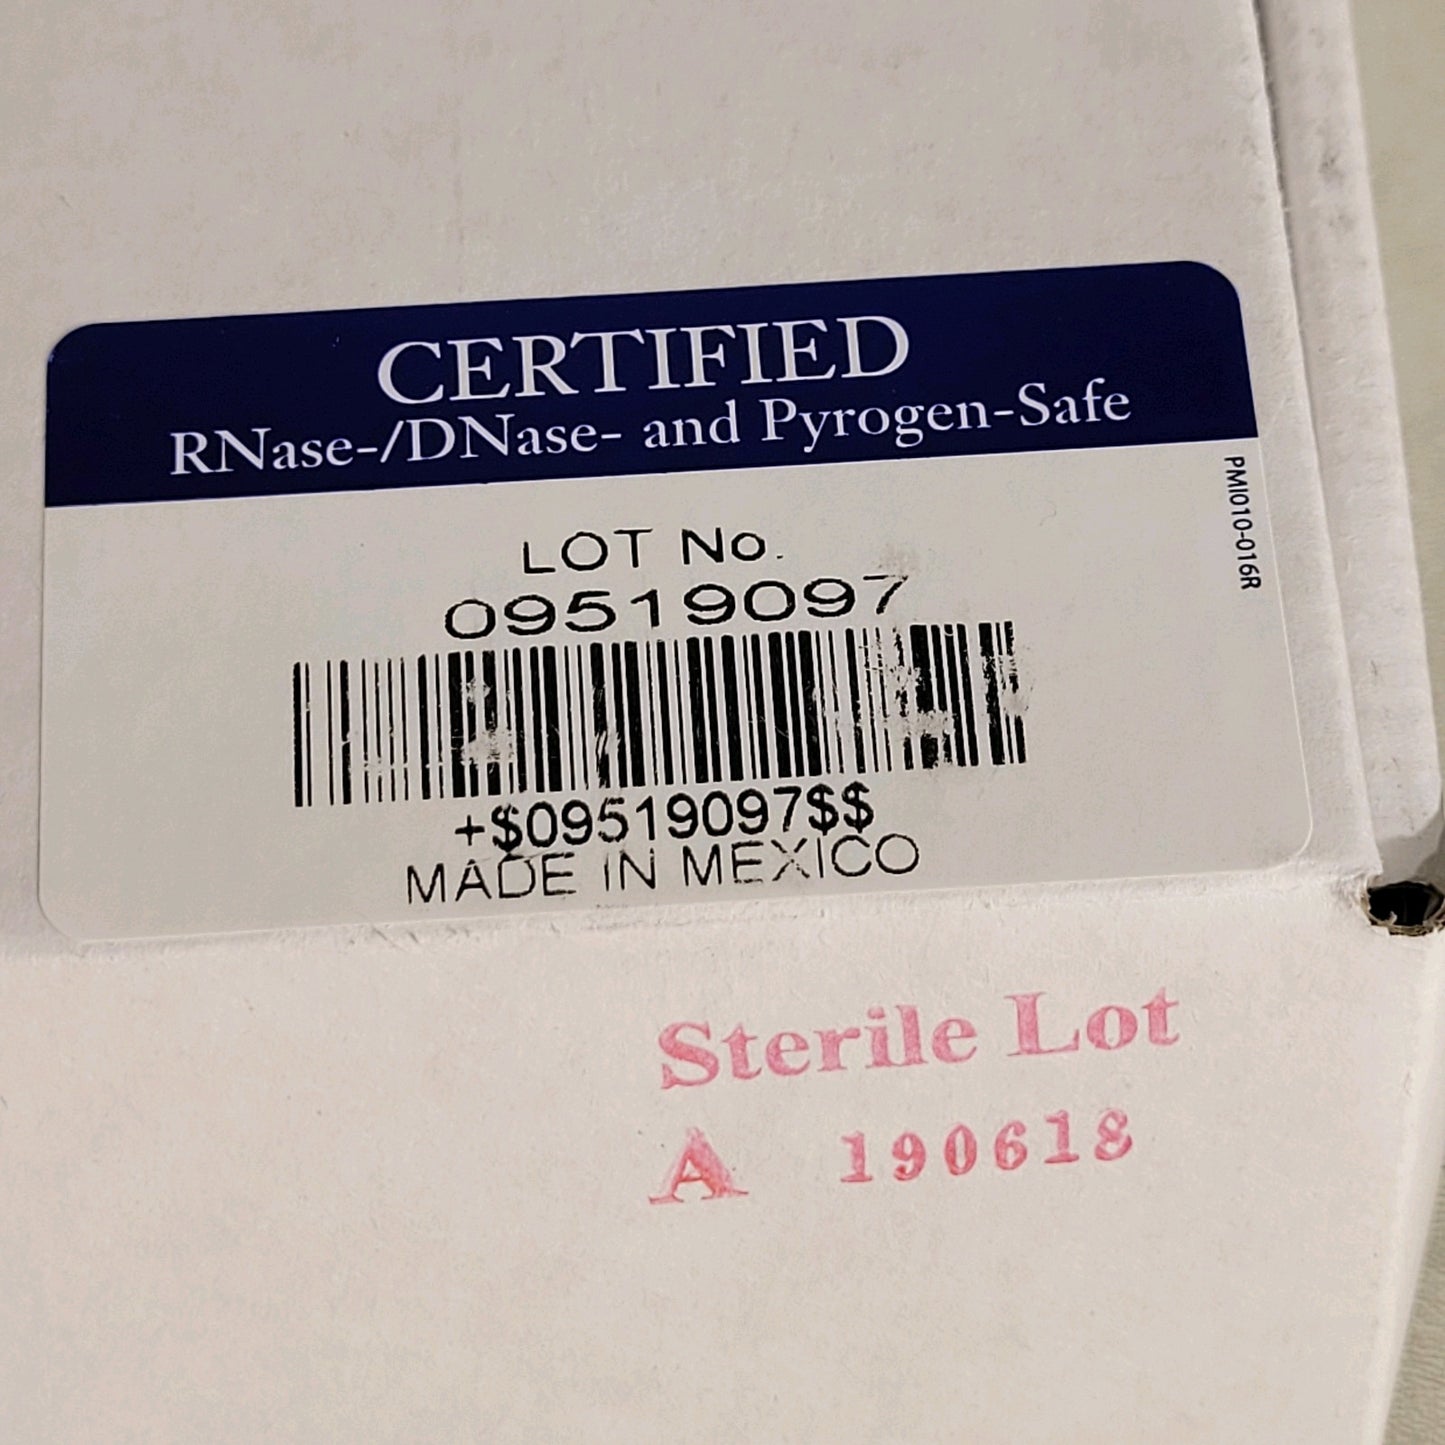 CERTIFIED
RNase-/DNase- and Pyrogen-Safe
PMI010-016R
LOT No.
09519097
+$09519097$$
MADE IN MEXICO
Sterile Lot
A 190618